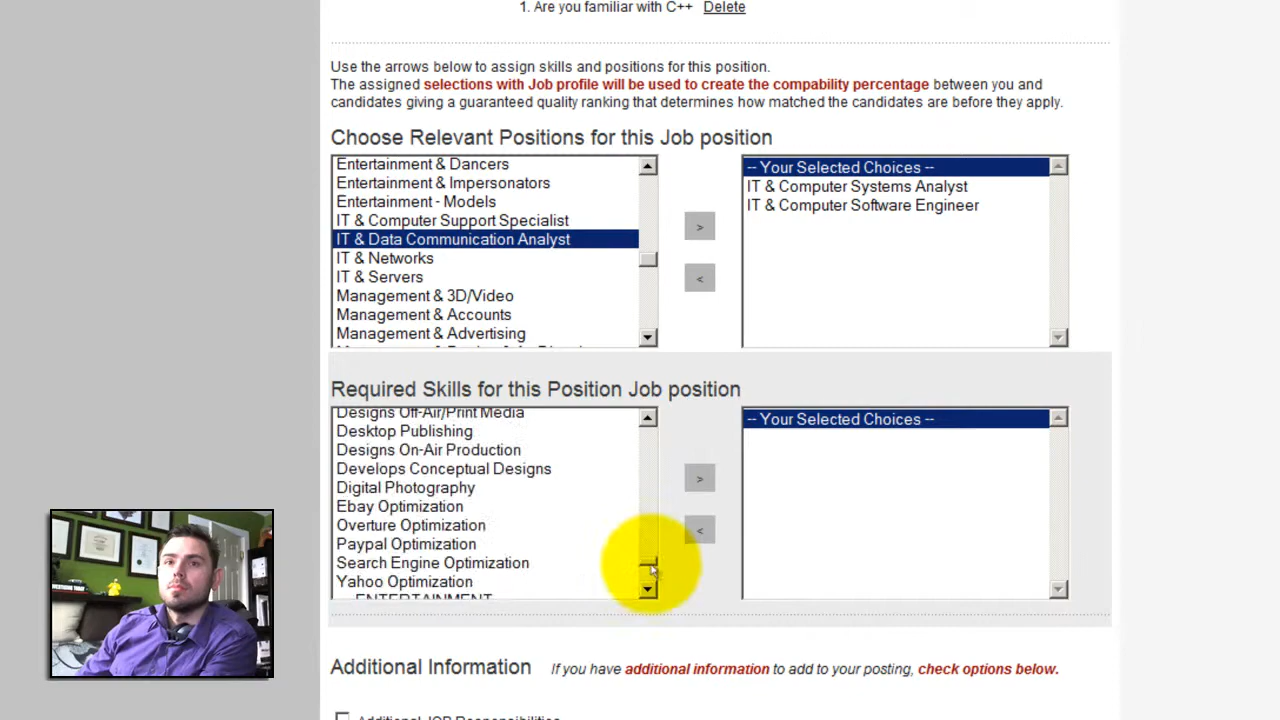 1. Are you familiar with C++ Delete
Use the arrows below to assign skills and positions for this position.
The assigned selections with Job profile will be used to create the compability percentage between you and
candidates giving a guaranteed quality ranking that determines how matched the candidates are before they apply.
Choose Relevant Positions for this Job position
Entertainment & Dancers
Entertainment & Impersonators
Entertainment - Models
IT & Computer Support Specialist
IT & Data Communication Analyst
IT & Networks
IT & Servers
Management & 3D/Video
Management & Accounts
Management & Advertising
>
<
-- Your Selected Choices --
IT & Computer Systems Analyst
IT & Computer Software Engineer
Required Skills for this Position Job position
Designs Off-Air/Print Media
Desktop Publishing
Designs On-Air Production
Develops Conceptual Designs
Digital Photography
Ebay Optimization
Overture Optimization
Paypal Optimization
Search Engine Optimization
Yahoo Optimization
ENTERTAINMENT
>
<
-- Your Selected Choices --
Additional Information If you have additional information to add to your posting, check options below.
Additional JOB Responsibilities